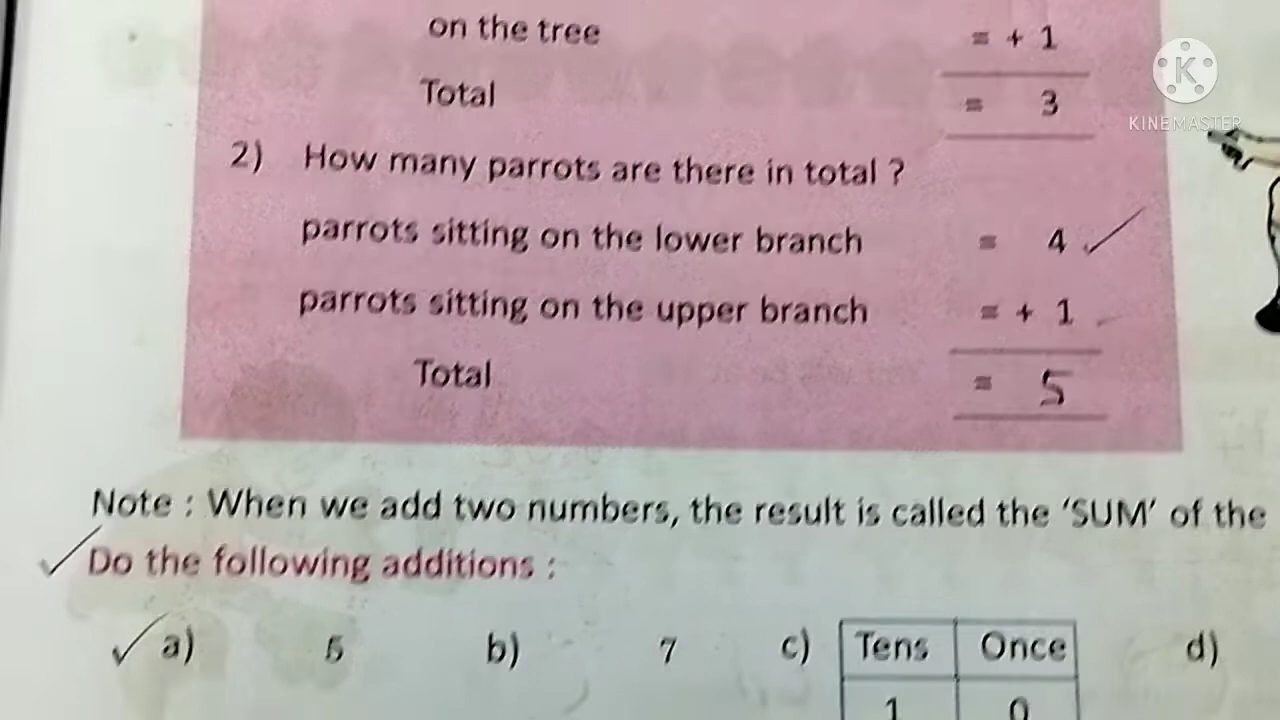 on the tree = + 1
Total = 3
KINEMASTER
2) How many parrots are there in total ?
parrots sitting on the lower branch = 4
parrots sitting on the upper branch = + 1
Total = 5
Note : When we add two numbers, the result is called the ‘SUM’ of the
Do the following additions :
a) 5 b) 7 c) Tens Once d)
1 0